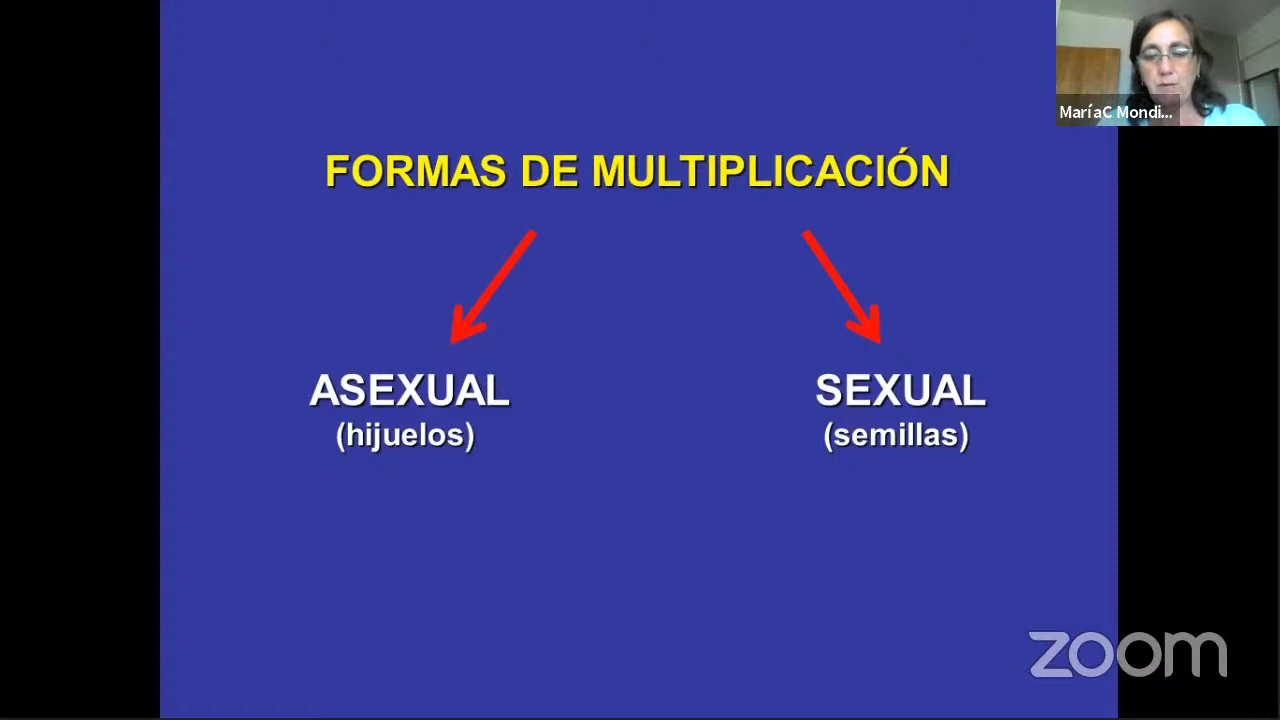 MaríaC Mondi...
FORMAS DE MULTIPLICACIÓN
ASEXUAL
(hijuelos)
SEXUAL
(semillas)
zoom